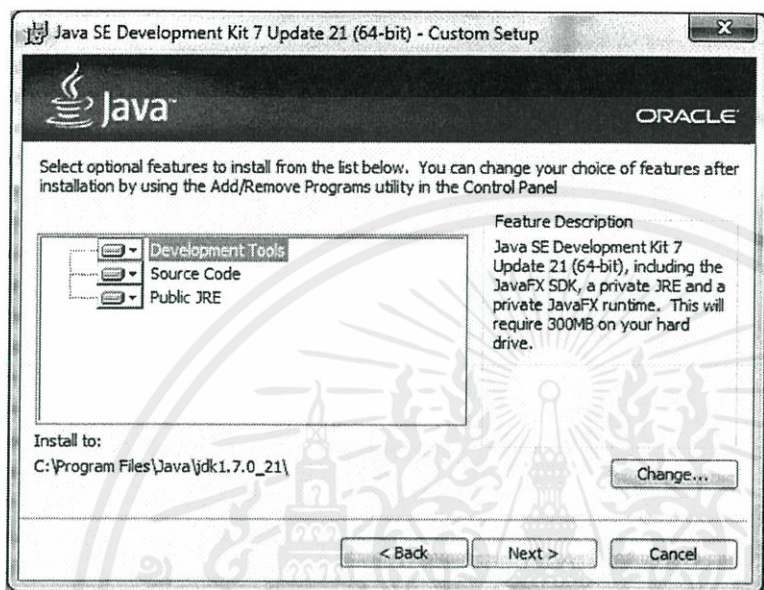 Java SE Development Kit 7 Update 21 (64-bit) - Custom Setup
Java™
ORACLE
Select optional features to install from the list below. You can change your choice of features after
installation by using the Add/Remove Programs utility in the Control Panel
Development Tools
Source Code
Public JRE
Feature Description
Java SE Development Kit 7
Update 21 (64-bit), including the
JavaFX SDK, a private JRE and a
private JavaFX runtime. This will
require 300MB on your hard
drive.
Install to:
C:\Program Files\Java\jdk1.7.0_21\
Change...
< Back
Next >
Cancel